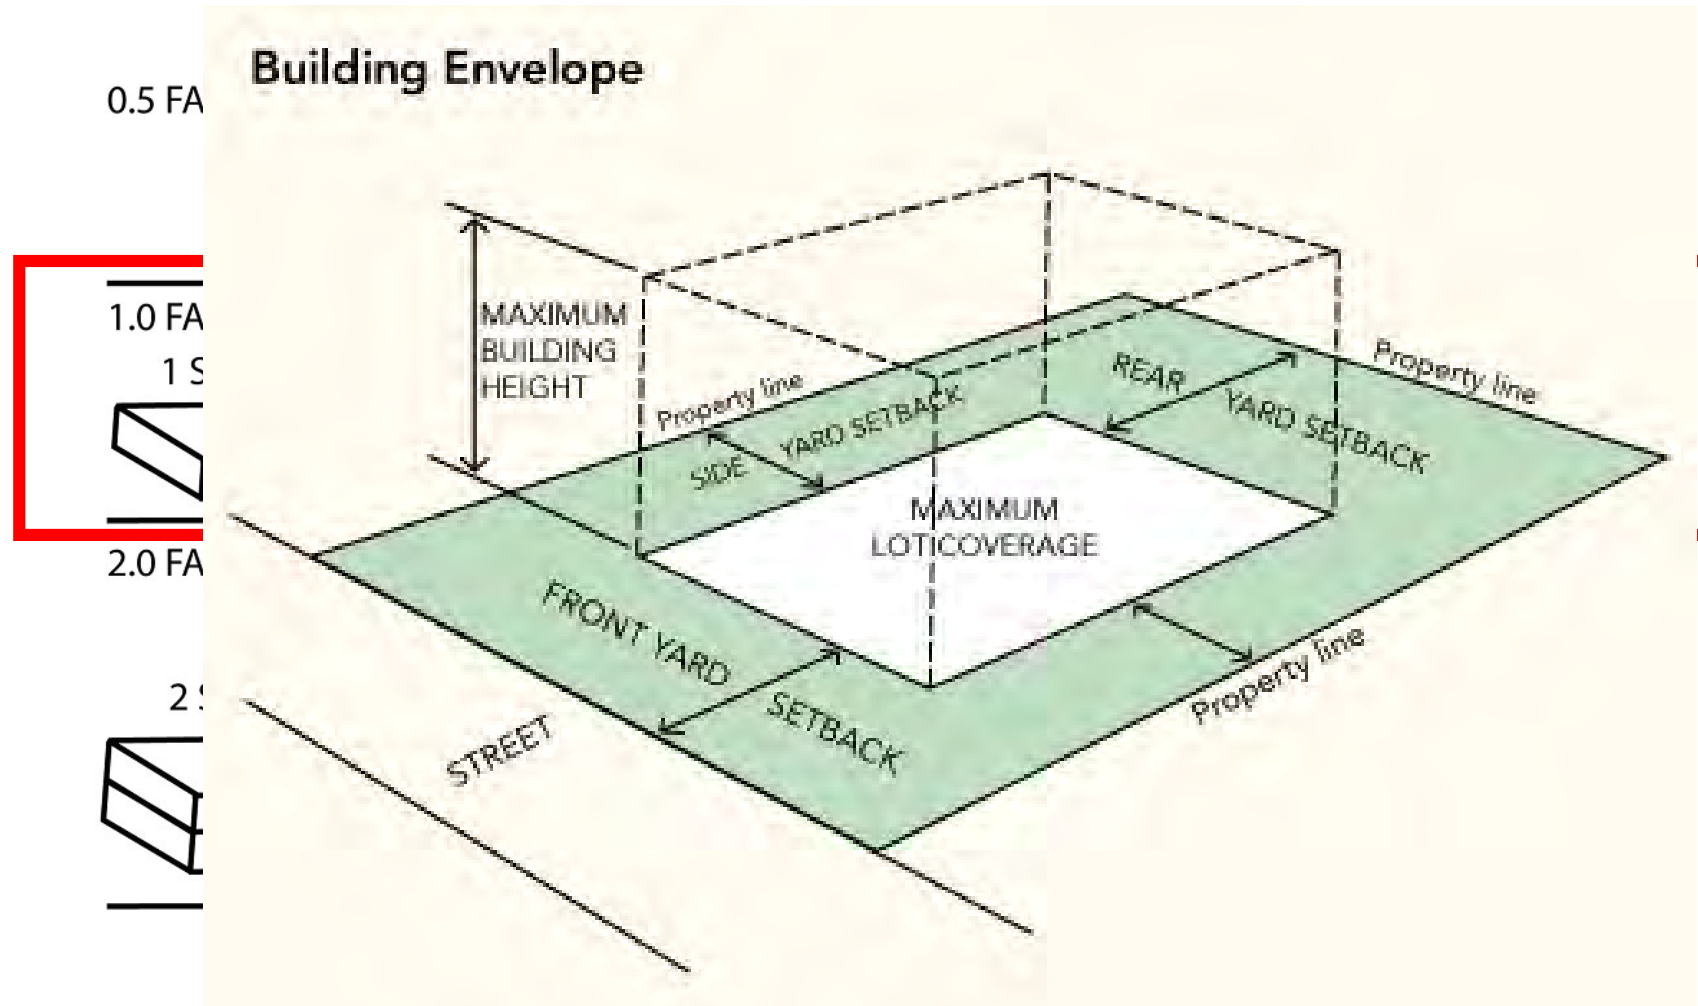 Building Envelope
0.5 FA
1.0 FA
1 S
2.0 FA
2 S
MAXIMUM
BUILDING
HEIGHT
Property line
SIDE YARD SETBACK
REAR YARD SETBACK
Property line
MAXIMUM
LOT COVERAGE
FRONT YARD SETBACK
Property line
STREET